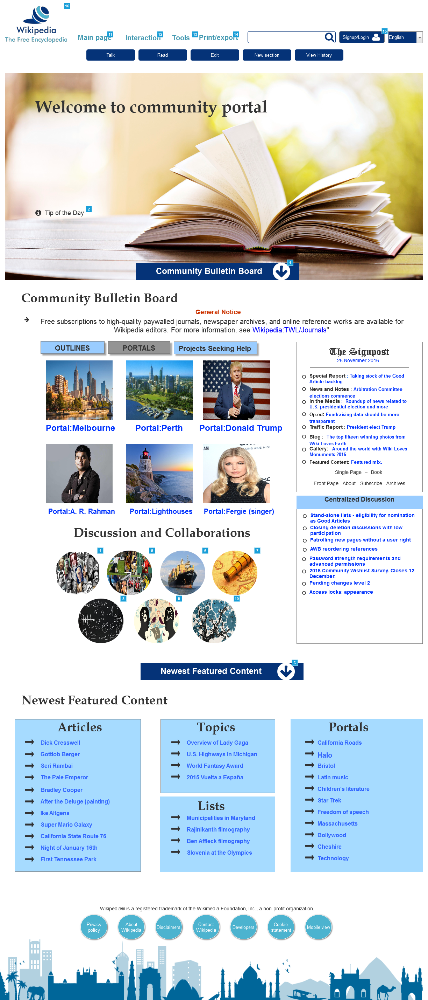 16
Wikipedia
The Free Encyclopedia
Main page 11 Interaction 12 Tools 13 Print/export 14 Signup/Login 15 English
Talk Read Edit New section View History
Welcome to community portal
Tip of the Day 2
Community Bulletin Board 1
Community Bulletin Board
General Notice
Free subscriptions to high-quality paywalled journals, newspaper archives, and online reference works are available for
Wikipedia editors. For more information, see Wikipedia:TWL/Journals"
OUTLINES PORTALS Projects Seeking Help
Portal:Melbourne Portal:Perth Portal:Donald Trump
LAM
KING AIDS HIST
Portal:A. R. Rahman Portal:Lighthouses Portal:Fergie (singer)
The Signpost
26 November 2016
Special Report : Taking stock of the Good
Article backlog
News and Notes : Arbitration Committee
elections commence
In the Media : Roundup of news related to
U.S. presidential election and more
Op-ed: Fundraising data should be more
transparent
Traffic Report : President-elect Trump
Blog : The top fifteen winning photos from
Wiki Loves Earth
Gallery: Around the world with Wiki Loves
Monuments 2016
Featured Content: Featured mix.
Single Page – Book
Front Page - About - Subscribe - Archives
Centralized Discussion
Stand-alone lists - eligibility for nomination
as Good Articles
Closing deletion discussions with low
participation
Patrolling new pages without a user right
AWB reordering references
Password strength requirements and
advanced permissions
2016 Community Wishlist Survey. Closes 12
December.
Pending changes level 2
Access locks: appearance
Discussion and Collaborations
4 5 6 7
8 9 10
Newest Featured Content 3
Newest Featured Content
Articles
Dick Cresswell
Gottlob Berger
Seri Rambai
The Pale Emperor
Bradley Cooper
After the Deluge (painting)
Ike Altgens
Super Mario Galaxy
California State Route 76
Night of January 16th
First Tennessee Park
Topics
Overview of Lady Gaga
U.S. Highways in Michigan
World Fantasy Award
2015 Vuelta a España
Lists
Municipalities in Maryland
Rajinikanth filmography
Ben Affleck filmography
Slovenia at the Olympics
Portals
California Roads
Halo
Bristol
Latin music
Children's literature
Star Trek
Freedom of speech
Massachusetts
Bollywood
Cheshire
Technology
Wikipedia® is a registered trademark of the Wikimedia Foundation, Inc., a non-profit organization.
Privacy
policy
About
Wikipedia
Disclaimers
Contact
Wikipedia
Developers
Cookie
statement
Mobile view